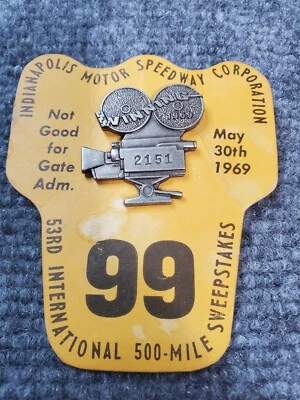 INDIANAPOLIS MOTOR SPEEDWAY CORPORATION
Not
Good
for
Gate
Adm.
1969
2151
May
30th
1969
99
53RD INTERNATIONAL 500-MILE SWEEPSTAKES